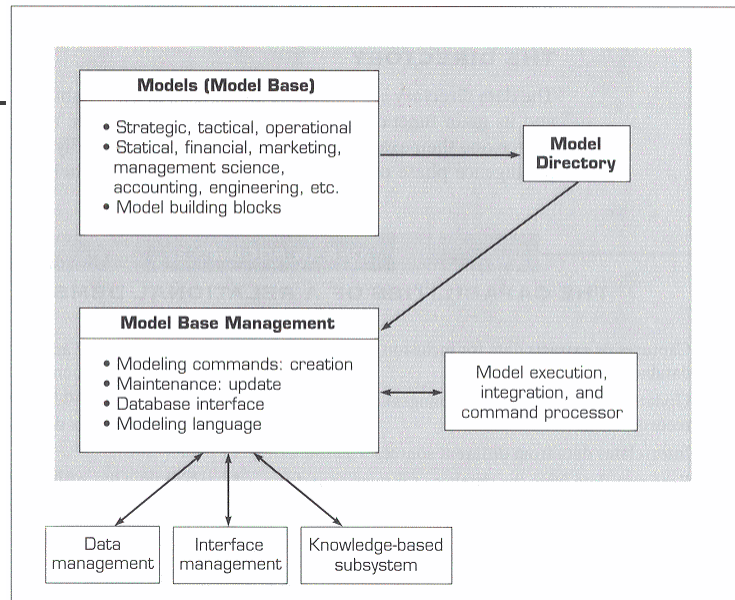 Models (Model Base)
• Strategic, tactical, operational
• Statical, financial, marketing,
management science,
accounting, engineering, etc.
• Model building blocks
Model
Directory
Model Base Management
• Modeling commands: creation
• Maintenance: update
• Database interface
• Modeling language
Model execution,
integration, and
command processor
Data
management
Interface
management
Knowledge-based
subsystem